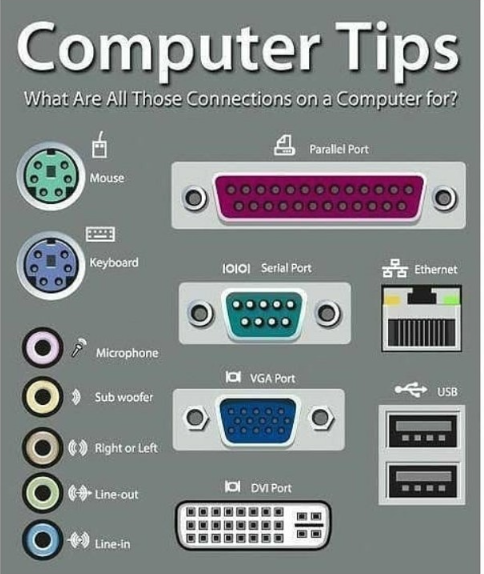 Computer Tips
What Are All Those Connections on a Computer for?
Mouse
Parallel Port
Keyboard
IOIOI Serial Port
Ethernet
Microphone
VGA Port
USB
Sub woofer
Right or Left
Line-out
DVI Port
Line-in